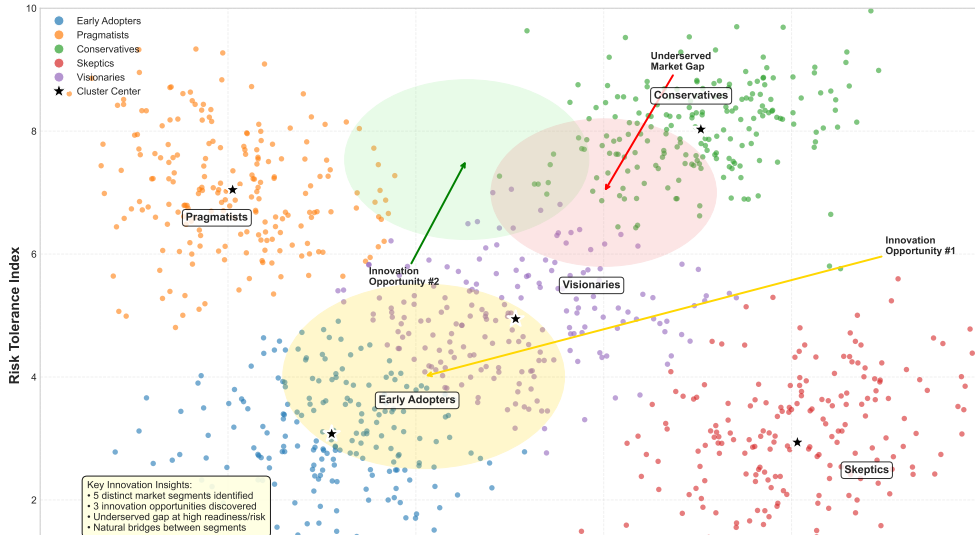 10
8
6
4
2
Risk Tolerance Index
Early Adopters
Pragmatists
Conservatives
Skeptics
Visionaries
Cluster Center
Underserved
Market Gap
Conservatives
Pragmatists
Innovation
Opportunity #1
Innovation
Opportunity #2
Visionaries
Early Adopters
Skeptics
Key Innovation Insights:
• 5 distinct market segments identified
• 3 innovation opportunities discovered
• Underserved gap at high readiness/risk
• Natural bridges between segments